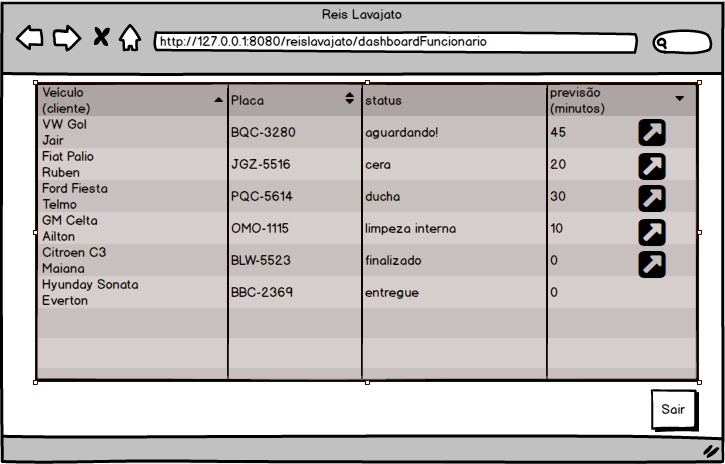 Reis Lavajato
http://127.0.0.1:8080/reislavajato/dashboardFuncionario
Veículo
(cliente)
Placa
status
previsão
(minutos)
VW Gol
Jair
BQC-3280
aguardando!
45
Fiat Palio
Ruben
JGZ-5516
cera
20
Ford Fiesta
Telmo
PQC-5614
ducha
30
GM Celta
Ailton
OMO-1115
limpeza interna
10
Citroen C3
Maiana
BLW-5523
finalizado
0
Hyunday Sonata
Everton
BBC-2369
entregue
0
Sair